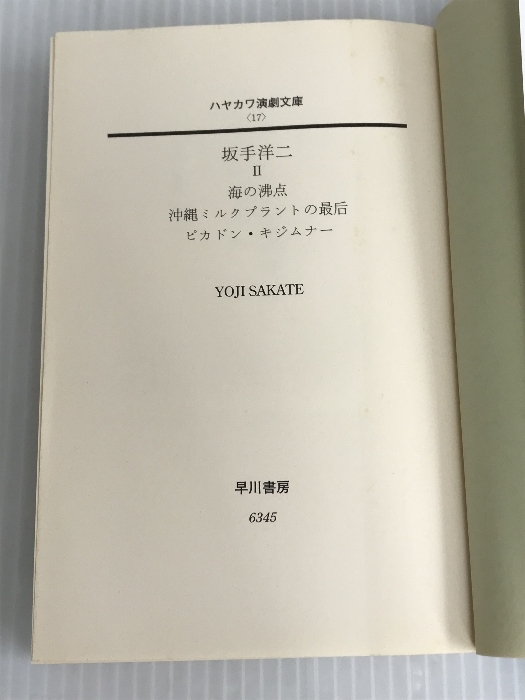 ハヤカワ演劇文庫
〈17〉
坂手洋二
II
海の沸点
沖縄ミルクプラントの最后
ピカドン・キジムナー
YOJI SAKATE
早川書房
6345